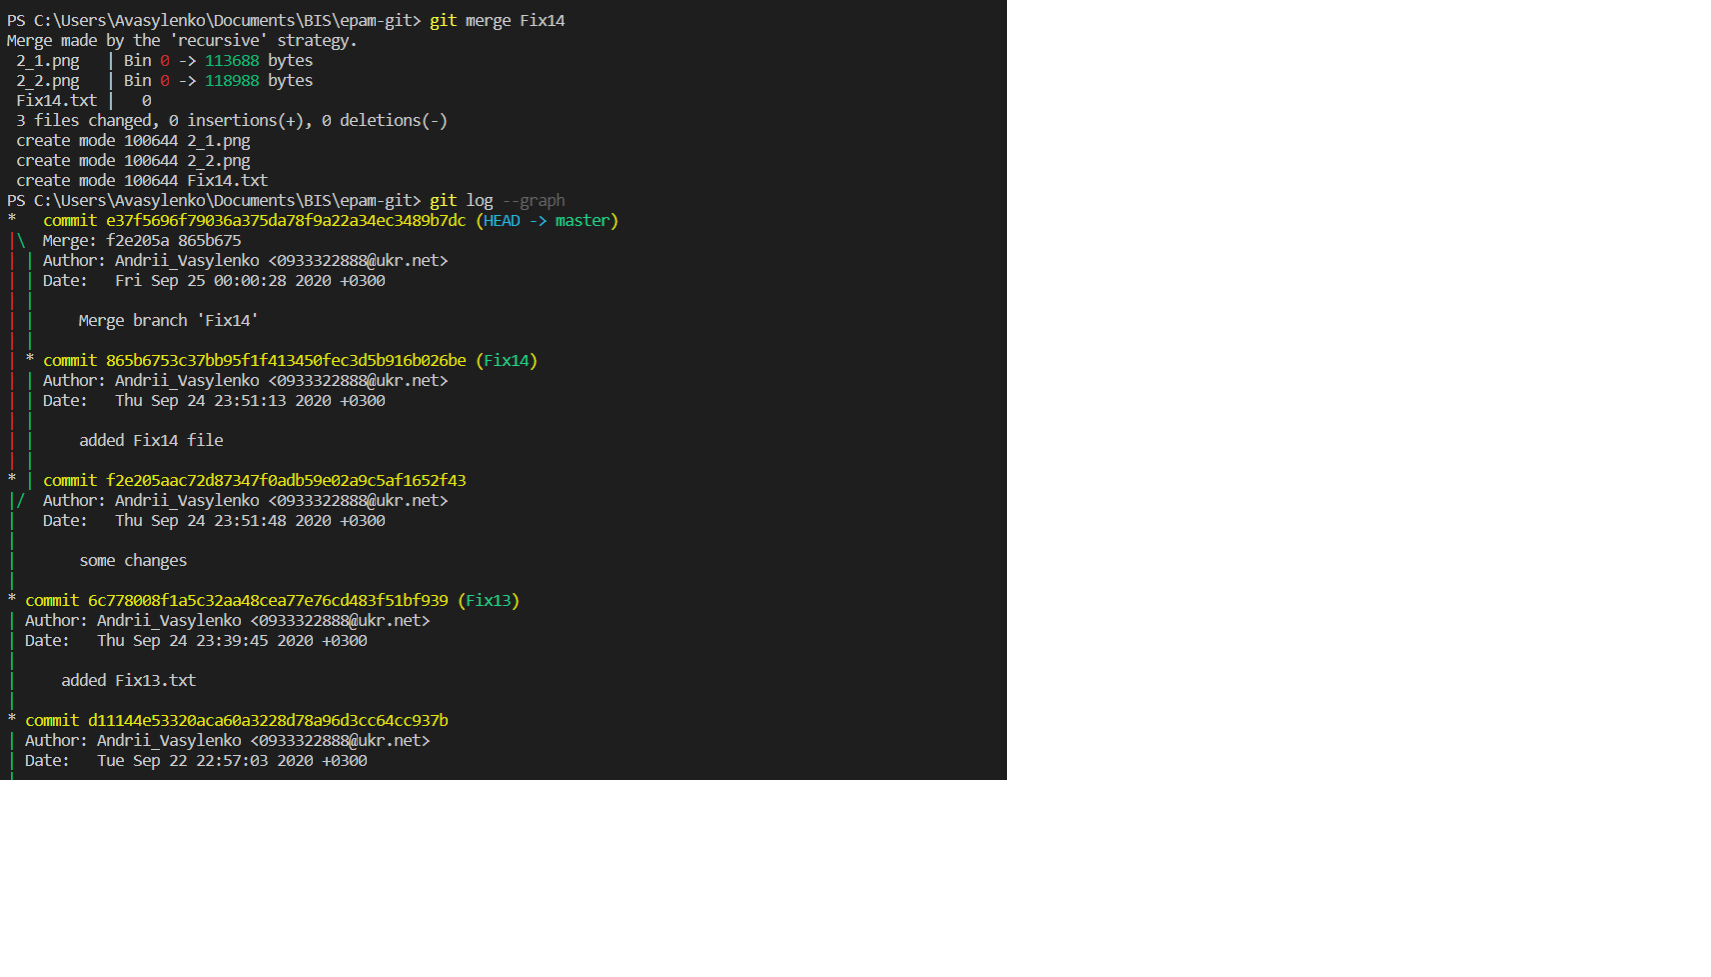 PS C:\Users\Avasylenko\Documents\BIS\epam-git> git merge Fix14
Merge made by the 'recursive' strategy.
 2_1.png   | Bin 0 -> 113688 bytes
 2_2.png   | Bin 0 -> 118988 bytes
 Fix14.txt |   0
 3 files changed, 0 insertions(+), 0 deletions(-)
 create mode 100644 2_1.png
 create mode 100644 2_2.png
 create mode 100644 Fix14.txt
PS C:\Users\Avasylenko\Documents\BIS\epam-git> git log --graph
*   commit e37f5696f79036a375da78f9a22a34ec3489b7dc (HEAD -> master)
|\  Merge: f2e205a 865b675
| | Author: Andrii_Vasylenko <0933322888@ukr.net>
| | Date:   Fri Sep 25 00:00:28 2020 +0300
| |
| |     Merge branch 'Fix14'
| |
| * commit 865b6753c37bb95f1f413450fec3d5b916b026be (Fix14)
| | Author: Andrii_Vasylenko <0933322888@ukr.net>
| | Date:   Thu Sep 24 23:51:13 2020 +0300
| |
| |     added Fix14 file
| |
* | commit f2e205aac72d87347f0adb59e02a9c5af1652f43
|/  Author: Andrii_Vasylenko <0933322888@ukr.net>
|   Date:   Thu Sep 24 23:51:48 2020 +0300
|
|       some changes
|
* commit 6c778008f1a5c32aa48cea77e76cd483f51bf939 (Fix13)
| Author: Andrii_Vasylenko <0933322888@ukr.net>
| Date:   Thu Sep 24 23:39:45 2020 +0300
|
|     added Fix13.txt
|
* commit d11144e53320aca60a3228d78a96d3cc64cc937b
| Author: Andrii_Vasylenko <0933322888@ukr.net>
| Date:   Tue Sep 22 22:57:03 2020 +0300
|